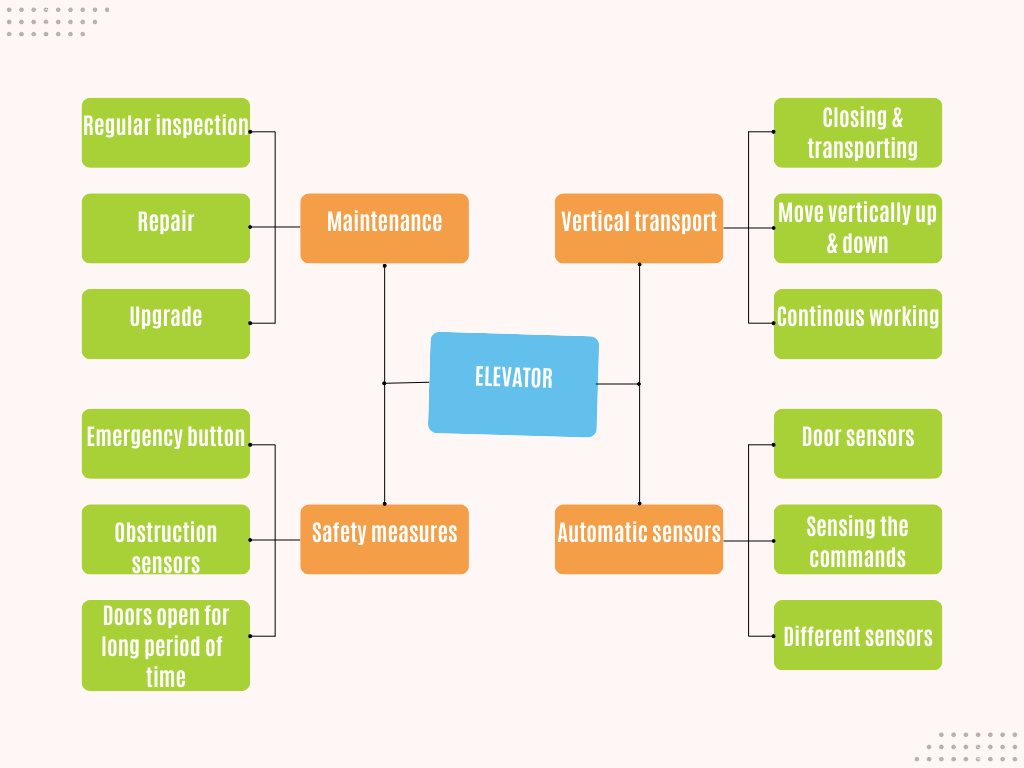 Regular inspection
Repair
Upgrade
Maintenance
Emergency button
Obstruction
sensors
Doors open for
long period of
time
Safety measures
ELEVATOR
Vertical transport
Closing &
transporting
Move vertically up
& down
Continous working
Automatic sensors
Door sensors
Sensing the
commands
Different sensors